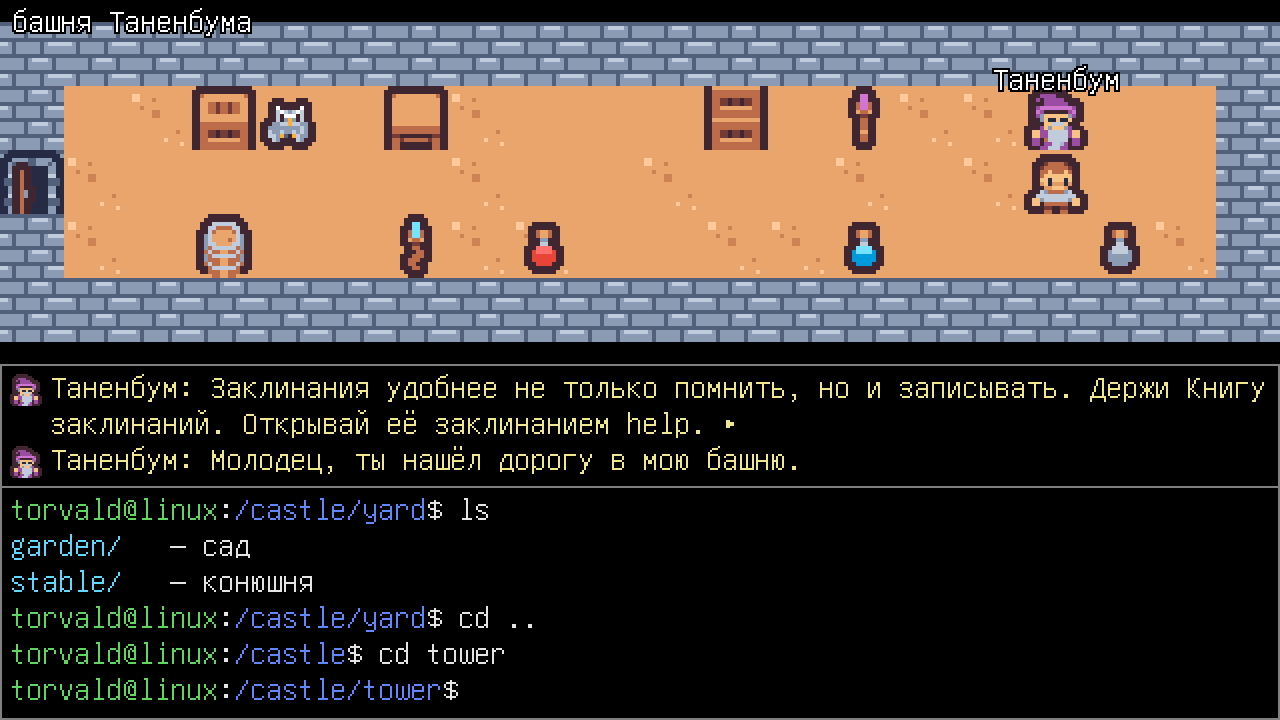 башня Таненбума
Таненбум
Таненбум: Заклинания удобнее не только помнить, но и записывать. Держи Книгу
заклинаний. Открывай её заклинанием help. ▸
Таненбум: Молодец, ты нашёл дорогу в мою башню.
torvald@linux:/castle/yard$ ls
garden/ — сад
stable/ — конюшня
torvald@linux:/castle/yard$ cd ..
torvald@linux:/castle$ cd tower
torvald@linux:/castle/tower$